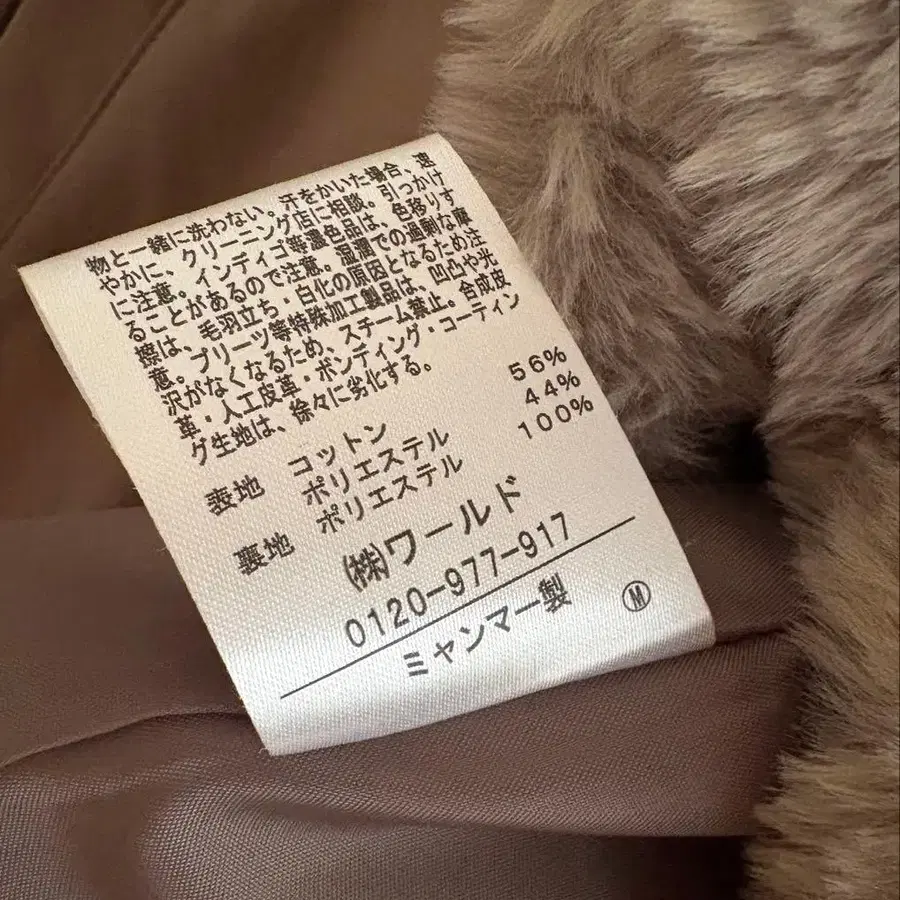 物と一緒に洗わない。汗をかいた場合、速
やかに、クリーニング店に相談。引っかけ
に注意。インディゴ等濃色品は、色移りす
ることがあるので注意。湿潤での過剰な摩
擦は、毛羽立ち・白化の原因となるため注
意。プリーツ等特殊加工製品は、凹凸や光
沢がなくなるため、スチーム禁止。合成皮
革・人工皮革・ボンディング・コーティン
グ生地は、徐々に劣化する。
表地 コットン 56%
ポリエステル 44%
裏地 ポリエステル 100%
㈱ワールド
0120-977-917
ミャンマー製 Ⓜ